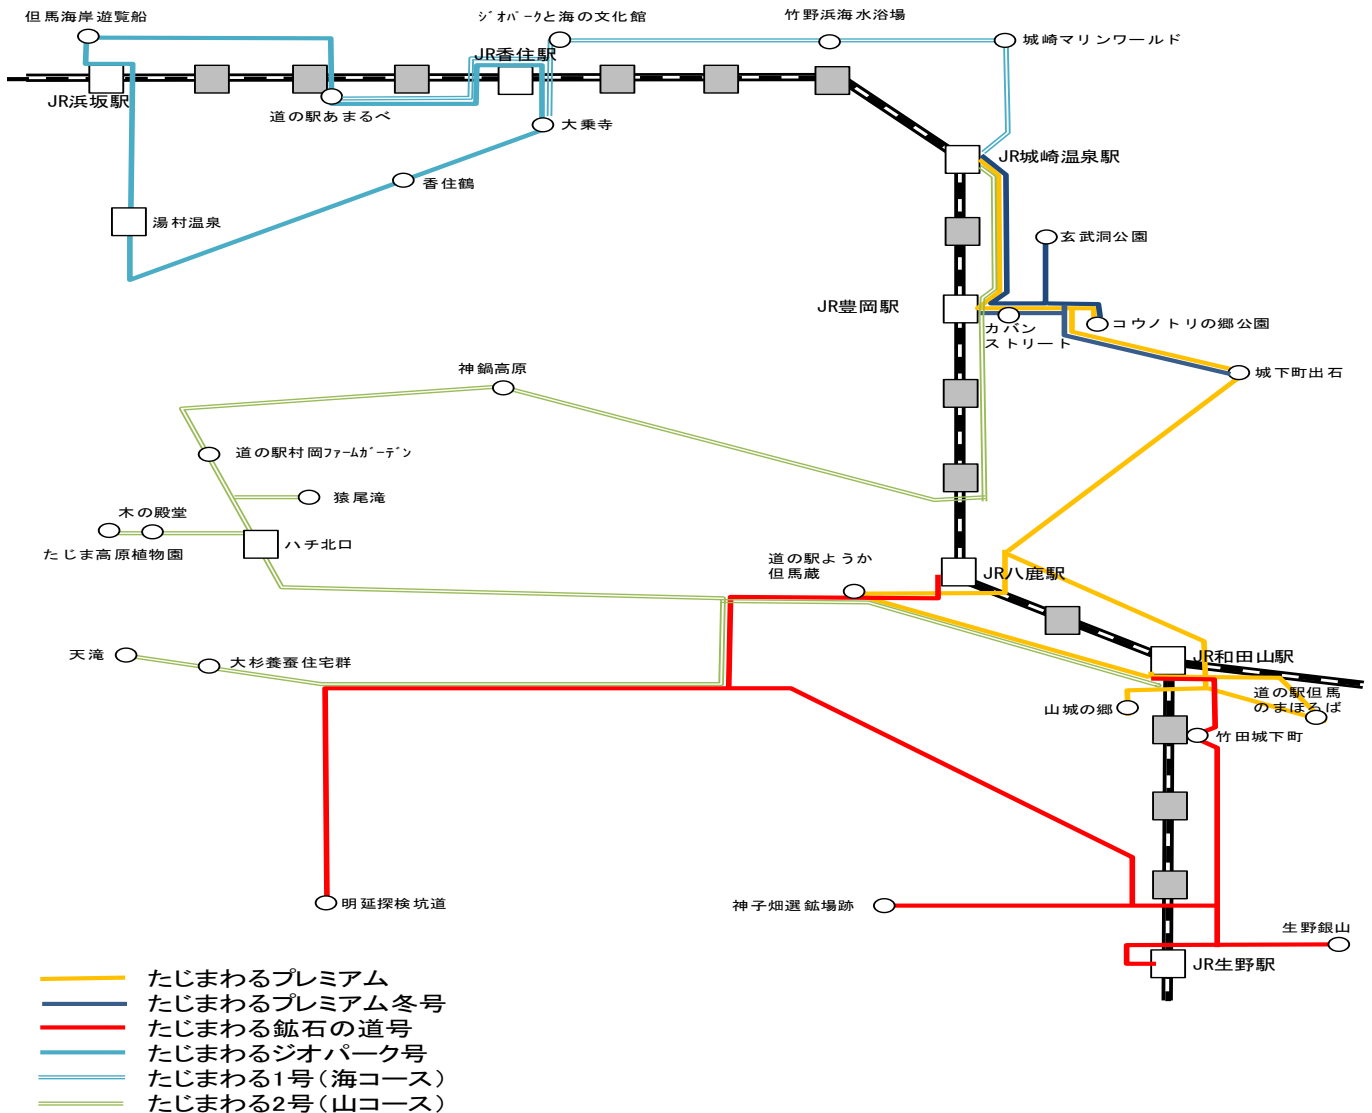 但馬海岸遊覧船
ｼﾞｵﾊﾟｰｸと海の文化館
竹野浜海水浴場
城崎マリンワールド
JR香住駅
JR浜坂駅
道の駅あまるべ
大乗寺
JR城崎温泉駅
香住鶴
湯村温泉
玄武洞公園
JR豊岡駅
カバン
ストリート
コウノトリの郷公園
城下町出石
神鍋高原
道の駅村岡ﾌｧｰﾑｶﾞｰﾃﾞﾝ
猿尾滝
木の殿堂
たじま高原植物園
ハチ北口
道の駅ようか
但馬蔵
JR八鹿駅
天滝
大杉養蚕住宅群
JR和田山駅
道の駅但馬
のまほろば
山城の郷
竹田城下町
明延探検坑道
神子畑選鉱場跡
生野銀山
JR生野駅
たじまわるプレミアム
たじまわるプレミアム冬号
たじまわる鉱石の道号
たじまわるジオパーク号
たじまわる1号（海コース）
たじまわる2号（山コース）